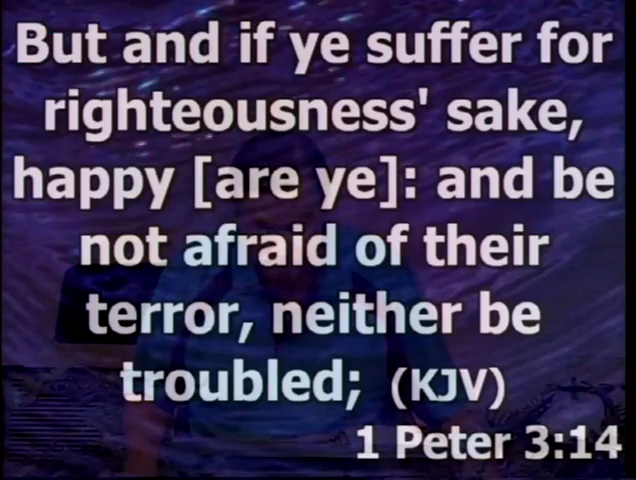 But and if ye suffer for
righteousness' sake,
happy [are ye]: and be
not afraid of their
terror, neither be
troubled; (KJV)
1 Peter 3:14